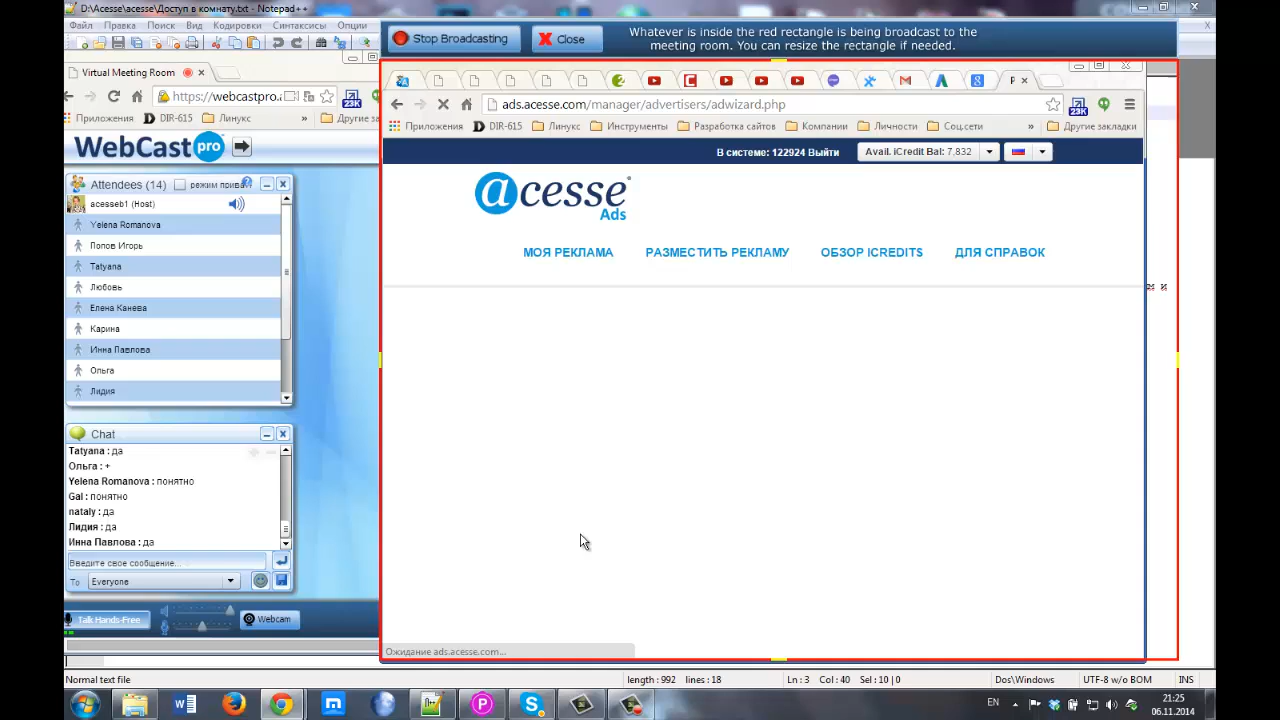 D:\Acesse\acesse\Доступ в комнату.txt - Notepad++
Файл Правка Поиск Вид Кодировки Синтаксисы Опции
Stop Broadcasting
Close
Whatever is inside the red rectangle is being broadcast to the
meeting room. You can resize the rectangle if needed.
Virtual Meeting Room
https://webcastpro.
23K
Приложения DIR-615 Линукс » Другие за
ads.acesse.com/manager/advertisers/adwizard.php
23K
Приложения DIR-615 Линукс Инструменты Разработка сайтов Компании Личности Соц.сети » Другие закладки
WebCast pro
В системе: 122924 Выйти
Avail. iCredit Bal: 7,832
acesse
Ads
МОЯ РЕКЛАМА РАЗМЕСТИТЬ РЕКЛАМУ ОБЗОР ICREDITS ДЛЯ СПРАВОК
Attendees (14)
режим прива
acesseb1 (Host)
Yelena Romanova
Попов Игорь
Tatyana
Любовь
Елена Канева
Карина
Инна Павлова
Ольга
Лидия
Chat
Tatyana : да
Ольга : +
Yelena Romanova : понятно
Gal : понятно
nataly : да
Лидия : да
Инна Павлова : да
Введите свое сообщение...
To Everyone
Talk Hands-Free
Webcam
Ожидание ads.acesse.com...
Normal text file
length : 992 lines : 18
Ln : 3 Col : 40 Sel : 10 | 0
Dos\Windows
UTF-8 w/o BOM
INS
EN
21:25
06.11.2014